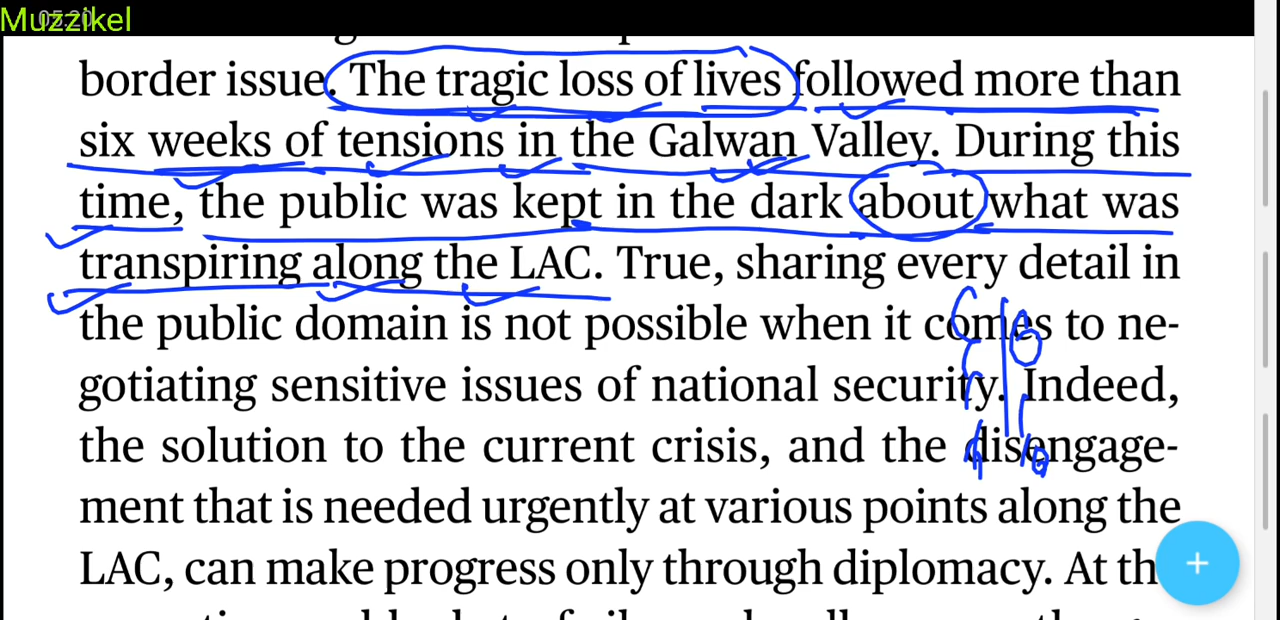 Muzzikel
border issue. The tragic loss of lives followed more than
six weeks of tensions in the Galwan Valley. During this
time, the public was kept in the dark about what was
transpiring along the LAC. True, sharing every detail in
the public domain is not possible when it comes to ne-
gotiating sensitive issues of national security. Indeed,
the solution to the current crisis, and the disengage-
ment that is needed urgently at various points along the
LAC, can make progress only through diplomacy. At th